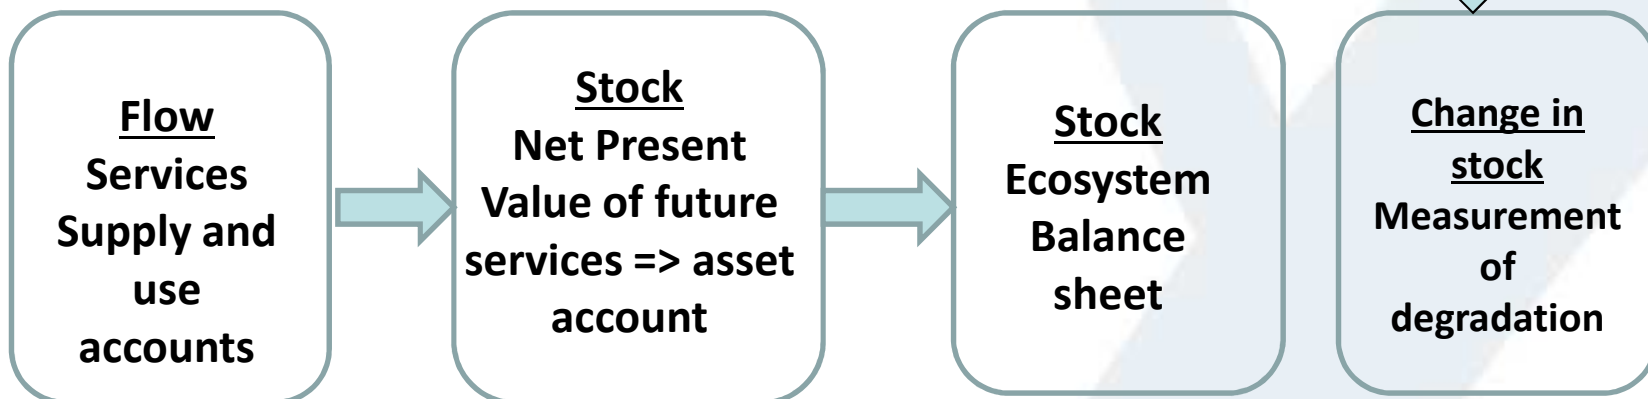 Flow
Services
Supply and
use
accounts
Stock
Net Present
Value of future
services => asset
account
Stock
Ecosystem
Balance
sheet
Change in
stock
Measurement
of
degradation